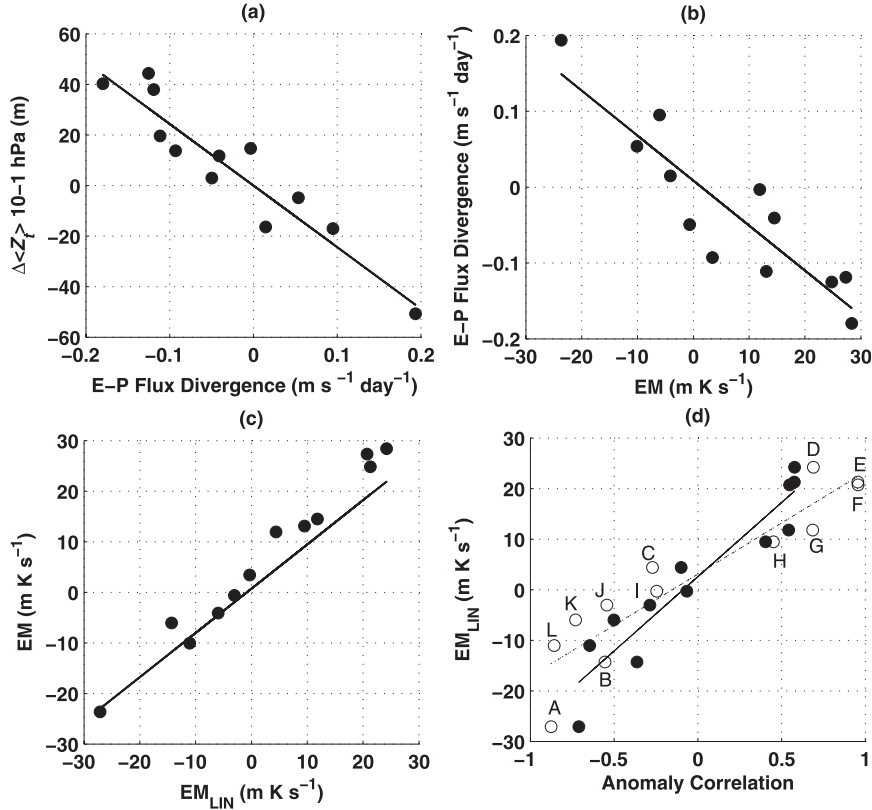 (a)
60
40
20
0
−20
−40
−60
Δ<Z_t> 10−1 hPa (m)
−0.2
−0.1
0
0.1
0.2
E−P Flux Divergence (m s⁻¹ day⁻¹)
(b)
0.2
0.1
0
−0.1
−0.2
E−P Flux Divergence (m s⁻¹ day⁻¹)
−30
−20
−10
0
10
20
30
EM (m K s⁻¹)
(c)
30
20
10
0
−10
−20
−30
EM (m K s⁻¹)
−30
−20
−10
0
10
20
30
EM_LIN (m K s⁻¹)
(d)
30
20
10
0
−10
−20
−30
EM_LIN (m K s⁻¹)
D
E
F
G
H
C
I
J
K
L
B
A
−1
−0.5
0
0.5
1
Anomaly Correlation